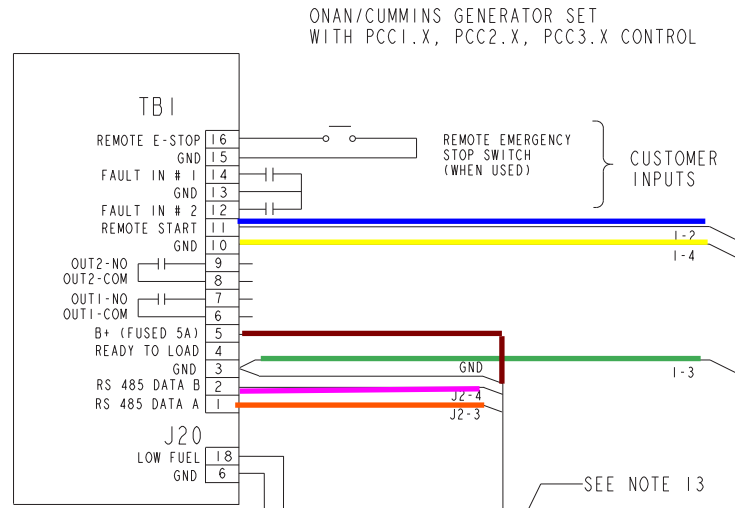 ONAN/CUMMINS GENERATOR SET
WITH PCC1.X, PCC2.X, PCC3.X CONTROL
TB1
REMOTE E-STOP 16
GND 15
FAULT IN # 1 14
GND 13
FAULT IN # 2 12
REMOTE START 11
GND 10
OUT2-NO 9
OUT2-COM 8
OUT1-NO 7
OUT1-COM 6
B+ (FUSED 5A) 5
READY TO LOAD 4
GND 3
RS 485 DATA B 2
RS 485 DATA A 1
J20
LOW FUEL 18
GND 6
REMOTE EMERGENCY
STOP SWITCH
(WHEN USED)
CUSTOMER
INPUTS
1-2
1-4
GND
1-3
J2-4
J2-3
SEE NOTE 13